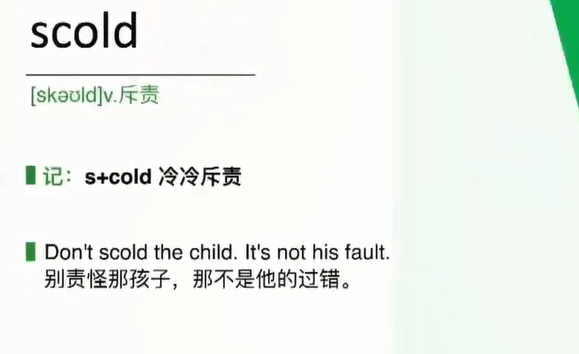 scold
[skəʊld]v.斥责
记：s+cold 冷冷斥责
Don't scold the child. It's not his fault.
别责怪那孩子，那不是他的过错。